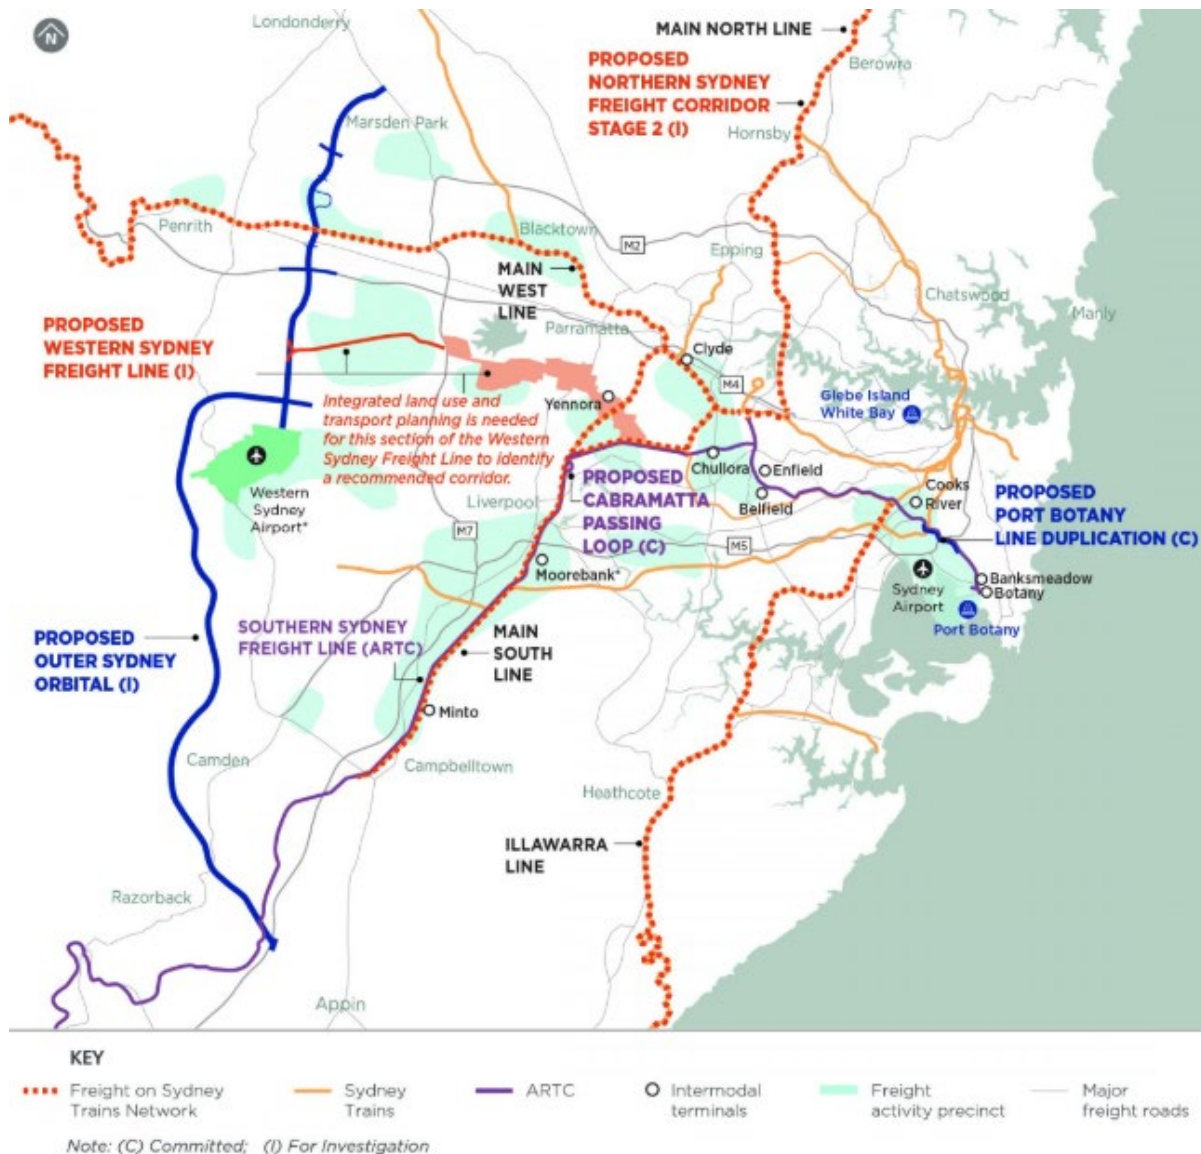 N
Londonderry
MAIN NORTH LINE
Berowra
PROPOSED
NORTHERN SYDNEY
FREIGHT CORRIDOR
STAGE 2 (I)
Hornsby
Marsden Park
Penrith
Blacktown
M2
Epping
MAIN
WEST
LINE
Chatswood
Manly
PROPOSED
WESTERN SYDNEY
FREIGHT LINE (I)
Parramatta
Clyde
M4
Glebe Island
White Bay
Yennora
Integrated land use and
transport planning is needed
for this section of the Western
Sydney Freight Line to identify
a recommended corridor.
Western
Sydney
Airport*
Liverpool
PROPOSED
CABRAMATTA
PASSING
LOOP (C)
Chullora
Enfield
Belfield
Cooks
River
PROPOSED
PORT BOTANY
LINE DUPLICATION (C)
M7
M5
Moorebank*
Sydney
Airport
Banksmeadow
Botany
Port Botany
PROPOSED
OUTER SYDNEY
ORBITAL (I)
SOUTHERN SYDNEY
FREIGHT LINE (ARTC)
MAIN
SOUTH
LINE
Minto
Camden
Campbelltown
Heathcote
ILLAWARRA
LINE
Razorback
Appin
KEY
Freight on Sydney
Trains Network
Sydney
Trains
ARTC
Intermodal
terminals
Freight
activity precinct
Major
freight roads
Note: (C) Committed; (I) For Investigation